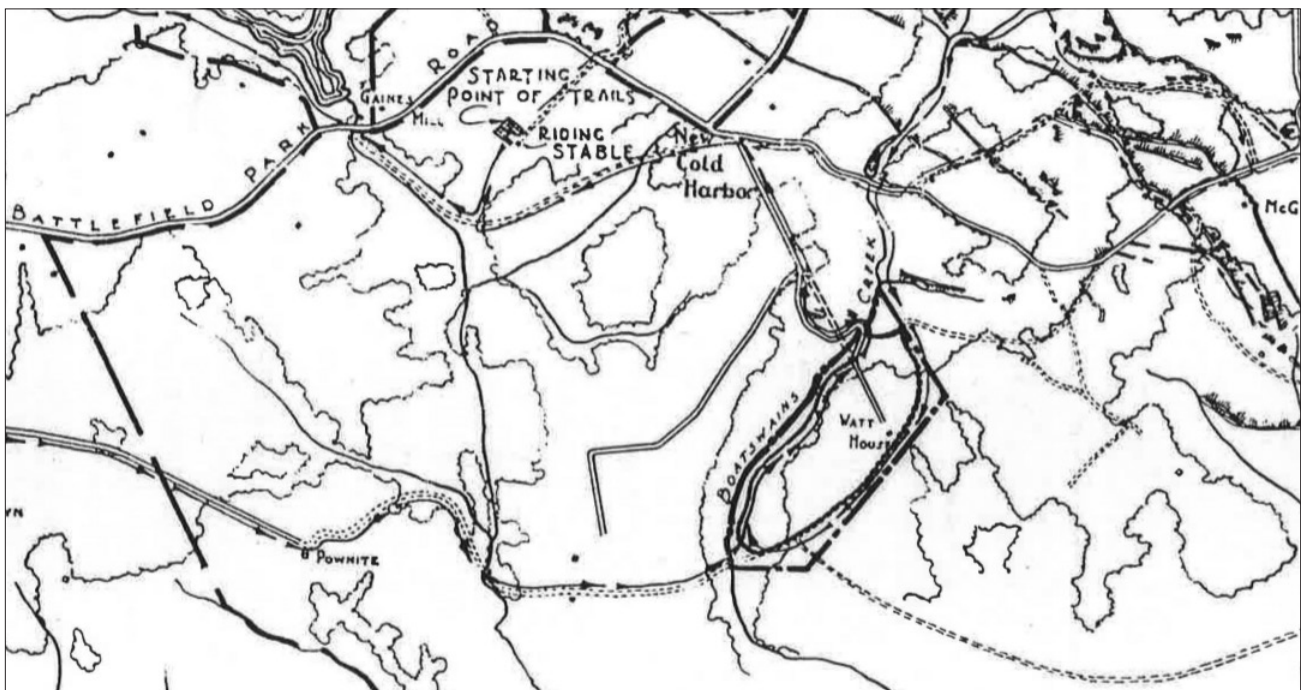 BATTLEFIELD PARK ROAD
GAINES
MILL
STARTING
POINT OF TRAILS
RIDING
STABLE
New
Cold
Harbor
McG
BOATSWAINS
WATT
HOUSE
POWHITE
YN